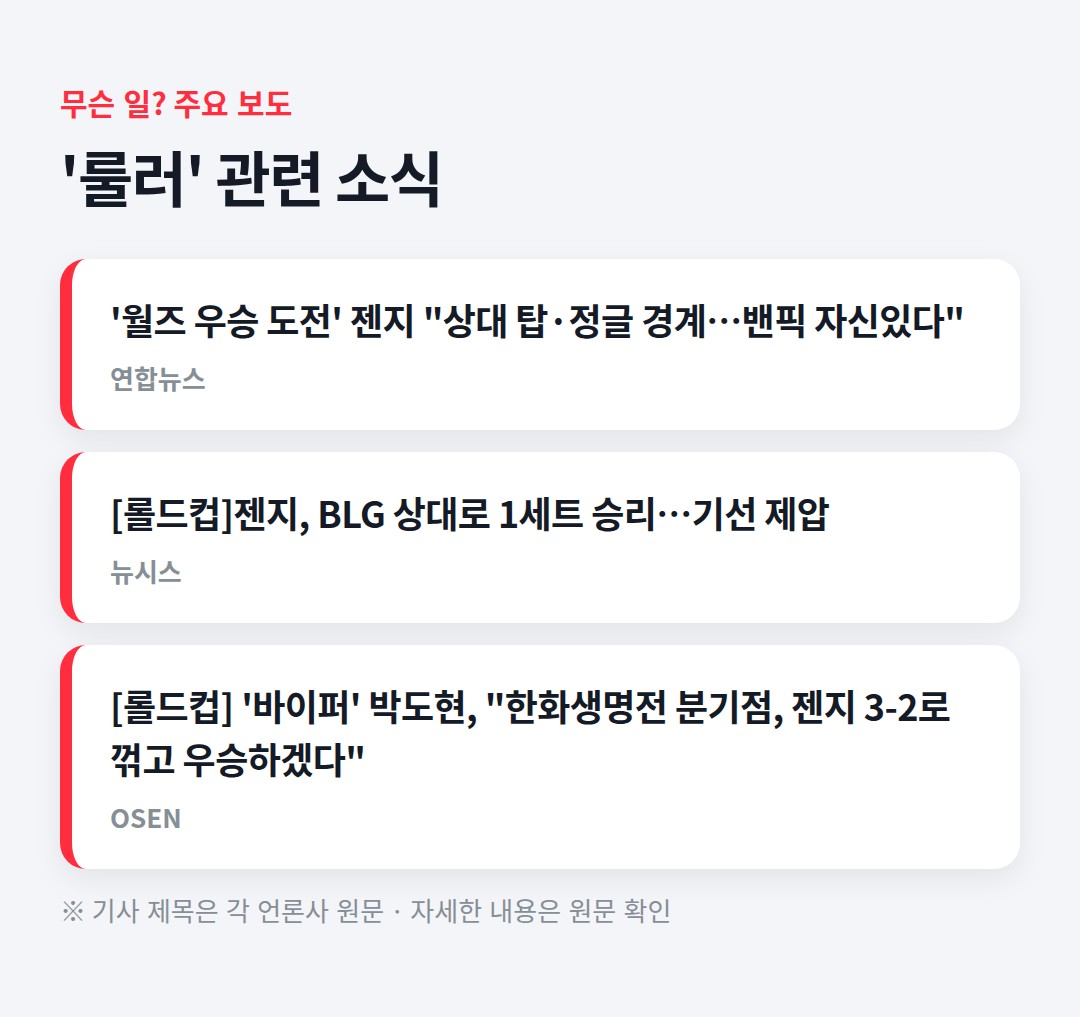 무슨 일? 주요 보도
'룰러' 관련 소식
'월즈 우승 도전' 젠지 "상대 탑·정글 경계…밴픽 자신있다"
연합뉴스
[롤드컵]젠지, BLG 상대로 1세트 승리…기선 제압
뉴시스
[롤드컵] '바이퍼' 박도현, "한화생명전 분기점, 젠지 3-2로
꺾고 우승하겠다"
OSEN
※ 기사 제목은 각 언론사 원문 · 자세한 내용은 원문 확인